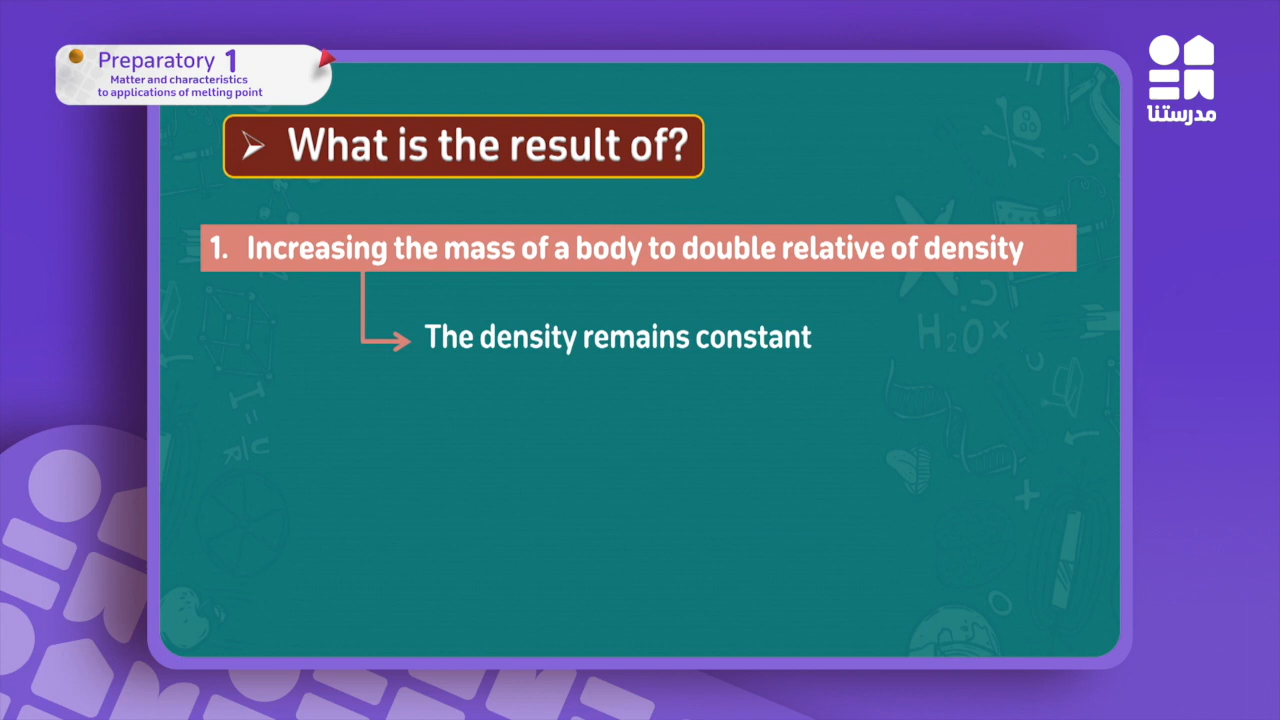 Preparatory 1
Matter and characteristics
to applications of melting point
مدرستنا
What is the result of?
1. Increasing the mass of a body to double relative of density
The density remains constant
H₂O
I=U/R